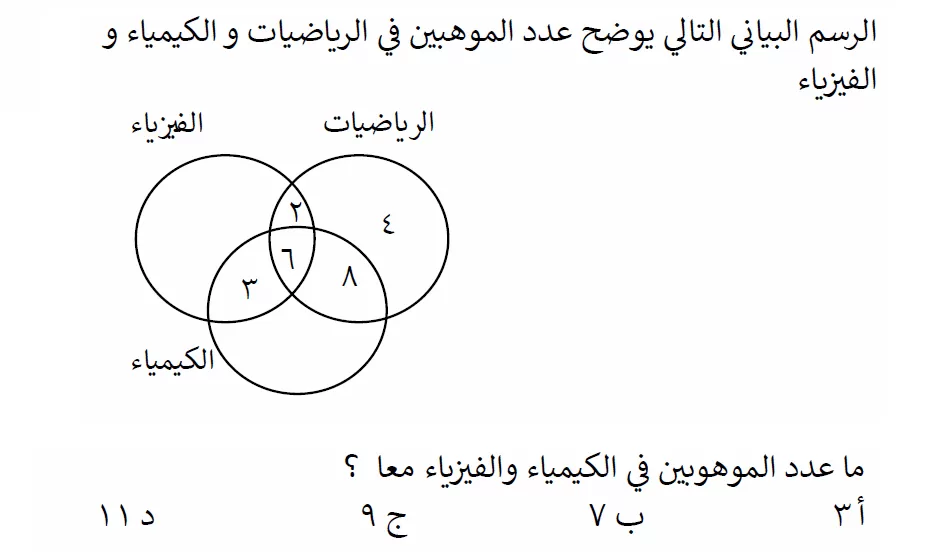 الرسم البياني التالي يوضح عدد الموهبين في الرياضيات و الكيمياء و
الفيزياء
الرياضيات الفيزياء
٢ ٤
٦ ٨ ٣
الكيمياء
ما عدد الموهوبين في الكيمياء والفيزياء معا ؟
أ ٣ ب ٧ ج ٩ د ١١